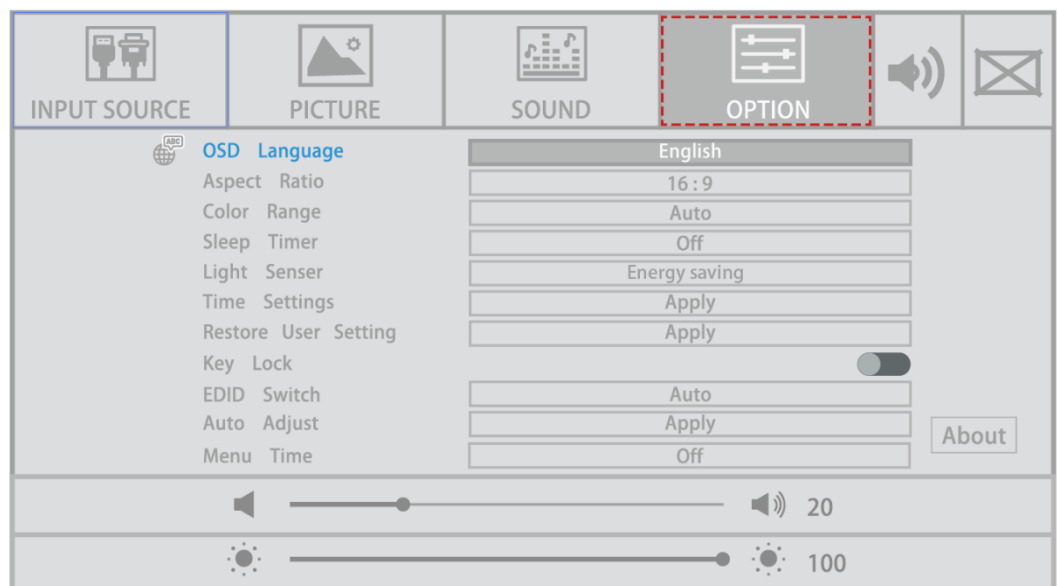 INPUT SOURCE PICTURE SOUND OPTION
ABC
OSD Language English
Aspect Ratio 16 : 9
Color Range Auto
Sleep Timer Off
Light Senser Energy saving
Time Settings Apply
Restore User Setting Apply
Key Lock
EDID Switch Auto
Auto Adjust Apply
About
Menu Time Off
20
100